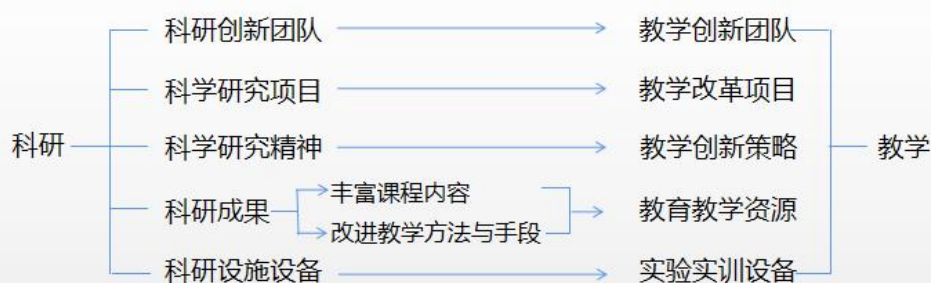 科研创新团队 教学创新团队
科学研究项目 教学改革项目
科研 科学研究精神 教学创新策略 教学
丰富课程内容
科研成果 教育教学资源
改进教学方法与手段
科研设施设备 实验实训设备